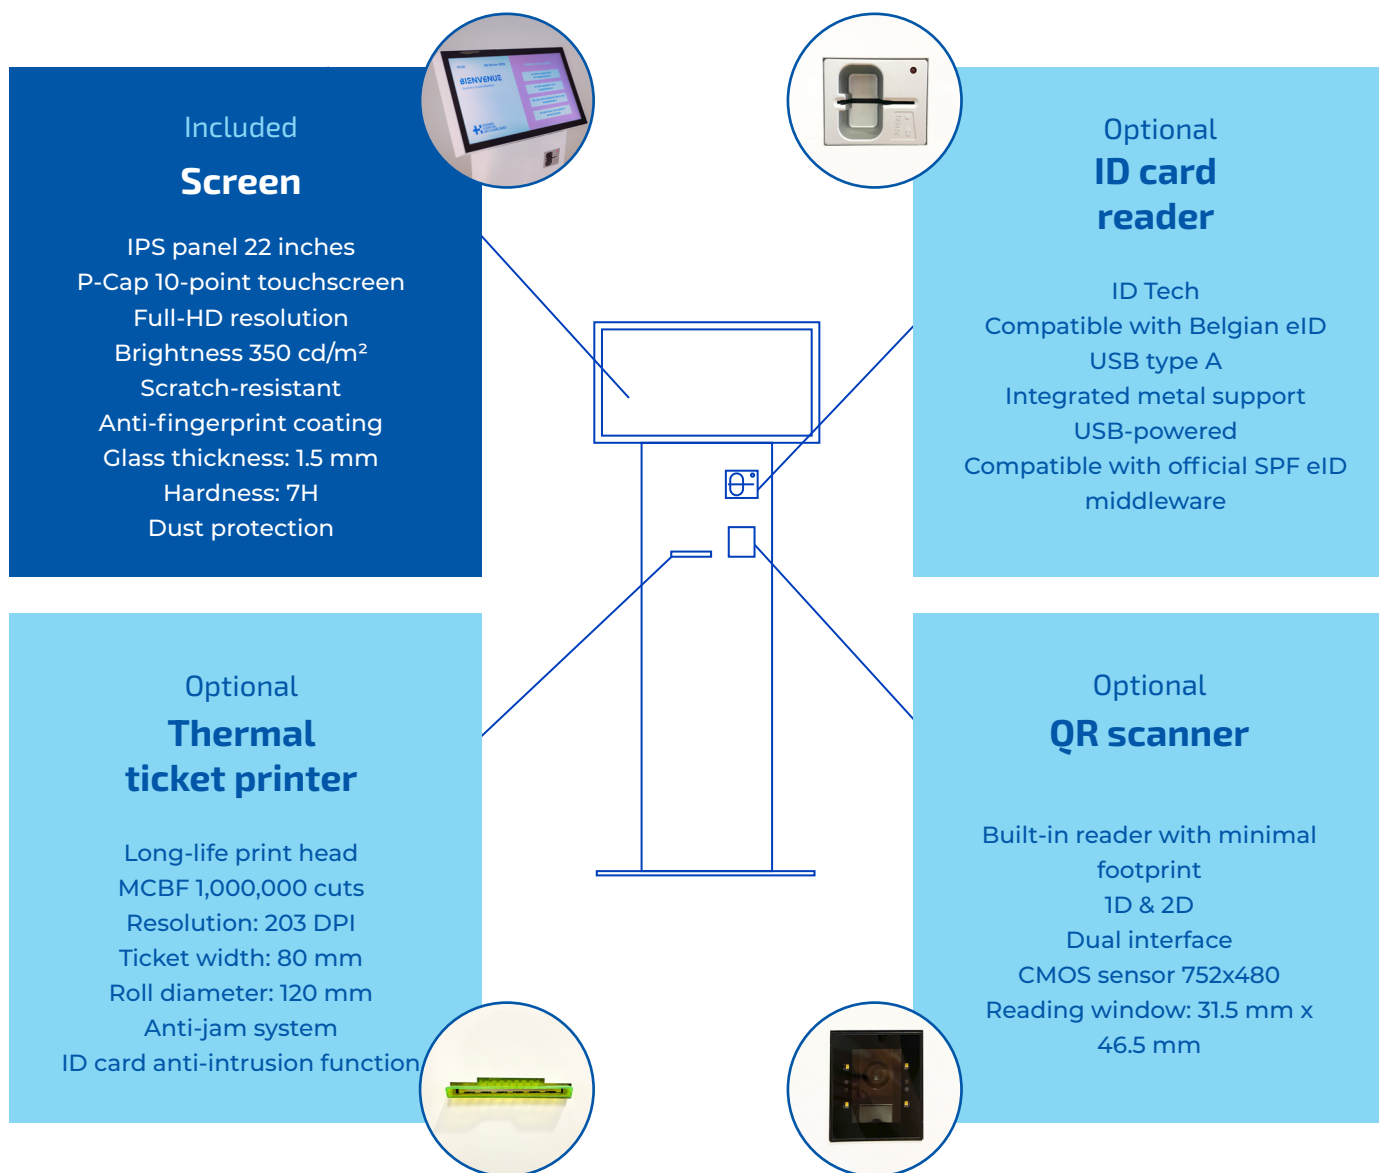 Included
Screen
IPS panel 22 inches
P-Cap 10-point touchscreen
Full-HD resolution
Brightness 350 cd/m²
Scratch-resistant
Anti-fingerprint coating
Glass thickness: 1.5 mm
Hardness: 7H
Dust protection
BIENVENUE
Optional
ID card
reader
ID Tech
Compatible with Belgian eID
USB type A
Integrated metal support
USB-powered
Compatible with official SPF eID
middleware
Optional
Thermal
ticket printer
Long-life print head
MCBF 1,000,000 cuts
Resolution: 203 DPI
Ticket width: 80 mm
Roll diameter: 120 mm
Anti-jam system
ID card anti-intrusion function
Optional
QR scanner
Built-in reader with minimal
footprint
1D & 2D
Dual interface
CMOS sensor 752x480
Reading window: 31.5 mm x
46.5 mm